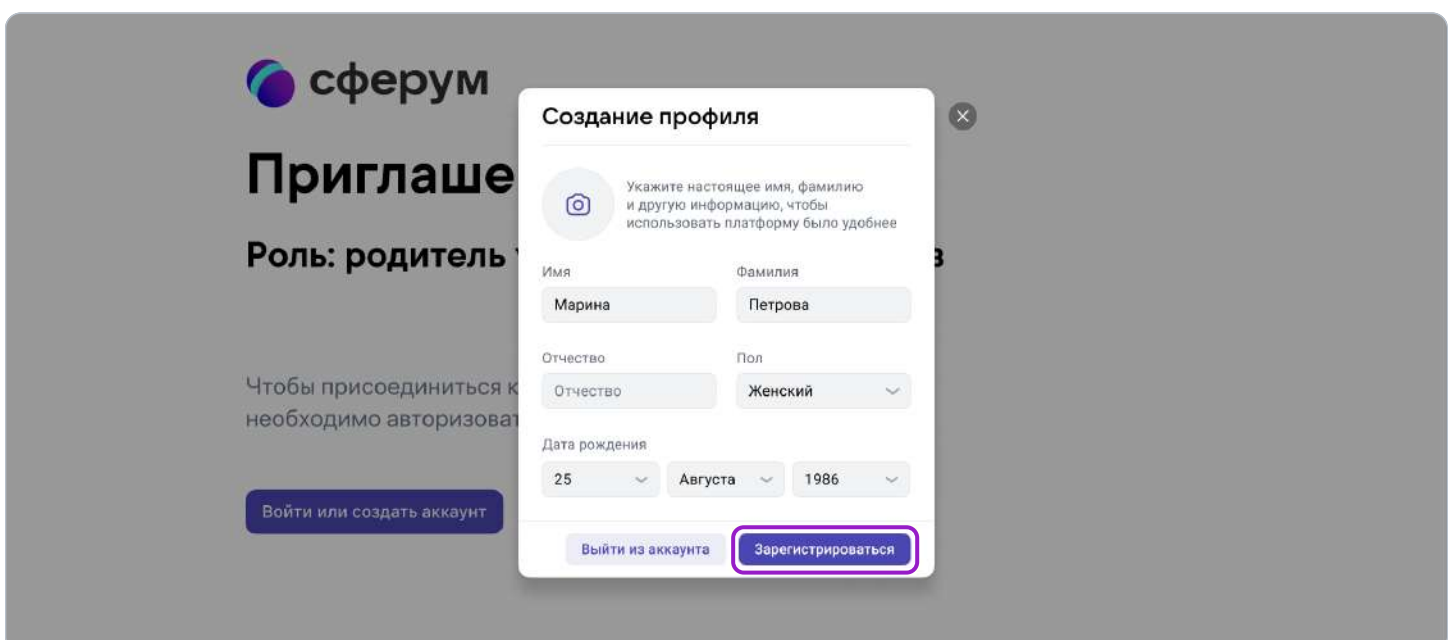 сферум
Приглаше
Роль: родитель
Чтобы присоединиться к
необходимо авторизоват
Войти или создать аккаунт
Создание профиля
Укажите настоящее имя, фамилию
и другую информацию, чтобы
использовать платформу было удобнее
Имя
Фамилия
Марина
Петрова
Отчество
Пол
Отчество
Женский
Дата рождения
25
Августа
1986
Выйти из аккаунта
Зарегистрироваться